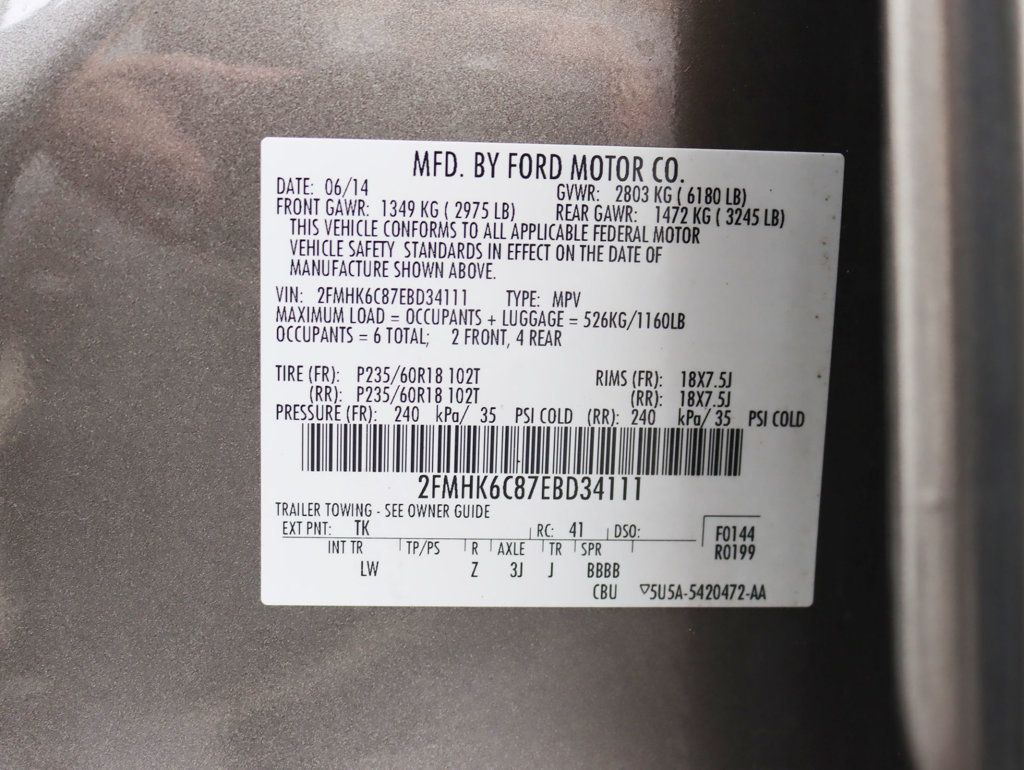 MFD. BY FORD MOTOR CO.
DATE: 06/14 GVWR: 2803 KG ( 6180 LB)
FRONT GAWR: 1349 KG ( 2975 LB) REAR GAWR: 1472 KG ( 3245 LB)
THIS VEHICLE CONFORMS TO ALL APPLICABLE FEDERAL MOTOR
VEHICLE SAFETY STANDARDS IN EFFECT ON THE DATE OF
MANUFACTURE SHOWN ABOVE.
VIN: 2FMHK6C87EBD34111 TYPE: MPV
MAXIMUM LOAD = OCCUPANTS + LUGGAGE = 526KG/1160LB
OCCUPANTS = 6 TOTAL; 2 FRONT, 4 REAR
TIRE (FR): P235/60R18 102T RIMS (FR): 18X7.5J
(RR): P235/60R18 102T (RR): 18X7.5J
PRESSURE (FR): 240 kPa/ 35 PSI COLD (RR): 240 kPa/ 35 PSI COLD
2FMHK6C87EBD34111
TRAILER TOWING - SEE OWNER GUIDE
EXT PNT: TK RC: 41 DSO: F0144
INT TR TP/PS R AXLE TR SPR R0199
LW Z 3J J BBBB
CBU ▽5U5A-5420472-AA